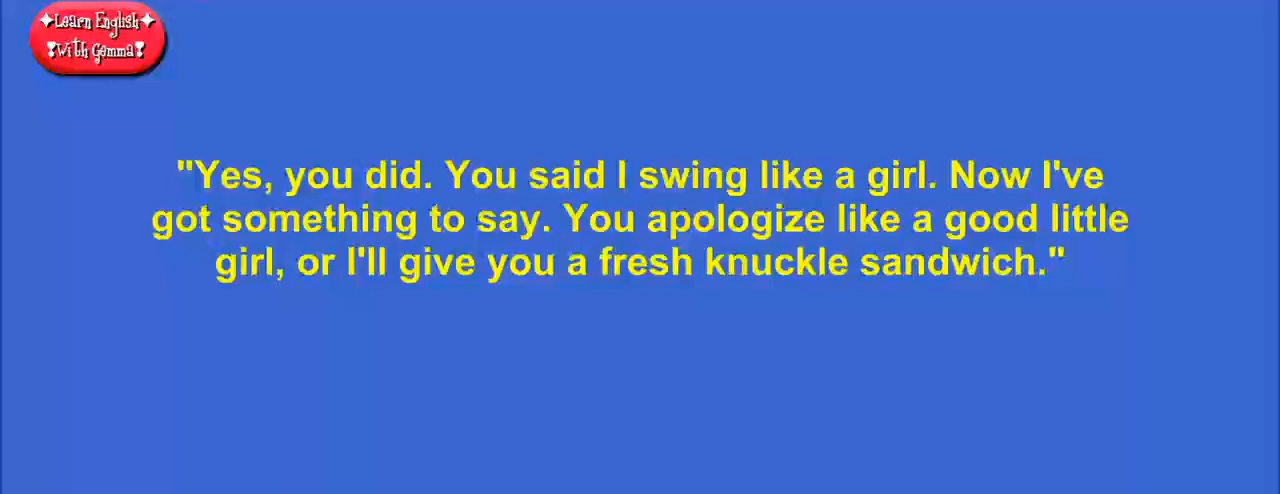 Learn English
With Gemma
"Yes, you did. You said I swing like a girl. Now I've
got something to say. You apologize like a good little
girl, or I'll give you a fresh knuckle sandwich."